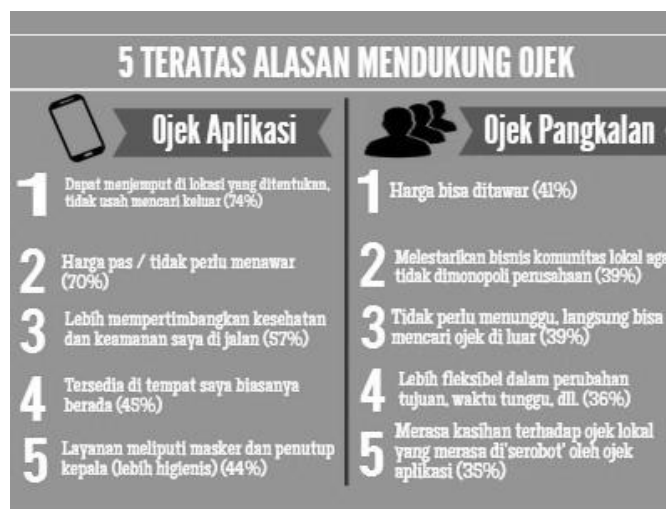 5 TERATAS ALASAN MENDUKUNG OJEK
Ojek Aplikasi
1
Dapat menjemput di lokasi yang ditentukan,
tidak usah mencari keluar (74%)
2
Harga pas / tidak perlu menawar
(70%)
3
Lebih mempertimbangkan kesehatan
dan keamanan saya di jalan (57%)
4
Tersedia di tempat saya biasanya
berada (45%)
5
Layanan meliputi masker dan penutup
kepala (lebih higienis) (44%)
Ojek Pangkalan
1
Harga bisa ditawar (41%)
2
Melestarikan bisnis komunitas lokal aga
tidak dimonopoli perusahaan (39%)
3
Tidak perlu menunggu, langsung bisa
mencari ojek di luar (39%)
4
Lebih fleksibel dalam perubahan
tujuan, waktu tunggu, dll. (36%)
5
Merasa kasihan terhadap ojek lokal
yang merasa di'serobot' oleh ojek
aplikasi (35%)